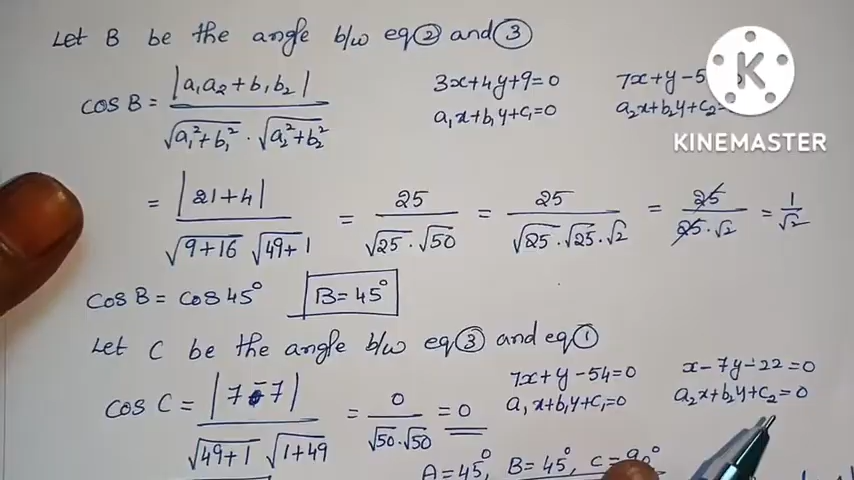 Let B be the angle b/w eq② and ③
cos B = |a₁a₂ + b₁b₂| / √a₁²+b₁² · √a₂²+b₂²
3x+4y+9=0
a₁x+b₁y+c₁=0
7x+y-5
a₂x+b₂y+c₂=
K
KINEMASTER
= |21+4| / √9+16 √49+1 = 25 / √25·√50 = 25 / √25·√25·√2 = 25 / 25·√2 = 1/√2
cos B = cos 45° B = 45°
Let C be the angle b/w eq③ and eq①
cos C = |7-7| / √49+1 √1+49 = 0 / √50·√50 = 0
7x+y-54=0
a₁x+b₁y+c₁=0
x-7y-22=0
a₂x+b₂y+c₂=0
A=45°, B=45°, C=90°